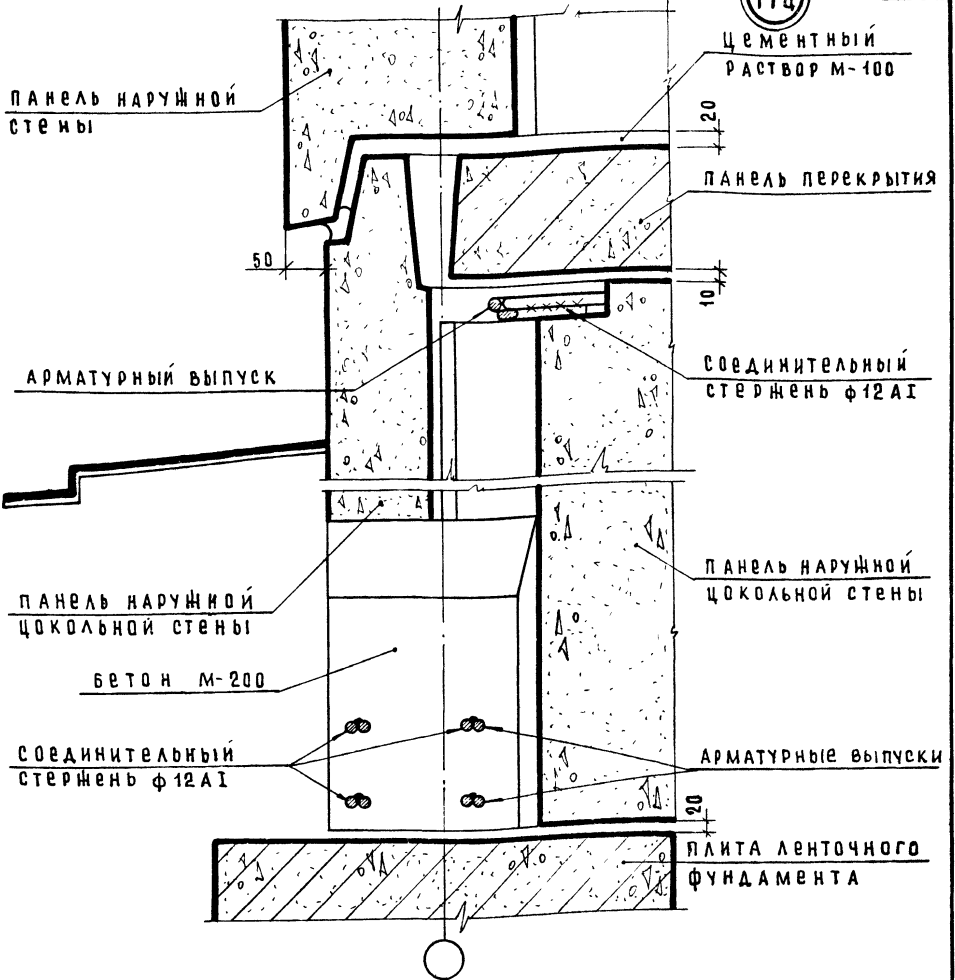 ЦЕМЕНТНЫЙ
РАСТВОР М-100
ПАНЕЛЬ НАРУЖНОЙ
СТЕНЫ
20
ПАНЕЛЬ ПЕРЕКРЫТИЯ
50
10
АРМАТУРНЫЙ ВЫПУСК
СОЕДИНИТЕЛЬНЫЙ
СТЕРЖЕНЬ ф12АI
ПАНЕЛЬ НАРУЖНОЙ
ЦОКОЛЬНОЙ СТЕНЫ
ПАНЕЛЬ НАРУЖНОЙ
ЦОКОЛЬНОЙ СТЕНЫ
БЕТОН М-200
СОЕДИНИТЕЛЬНЫЙ
СТЕРЖЕНЬ ф12АI
АРМАТУРНЫЕ ВЫПУСКИ
20
ПЛИТА ЛЕНТОЧНОГО
ФУНДАМЕНТА